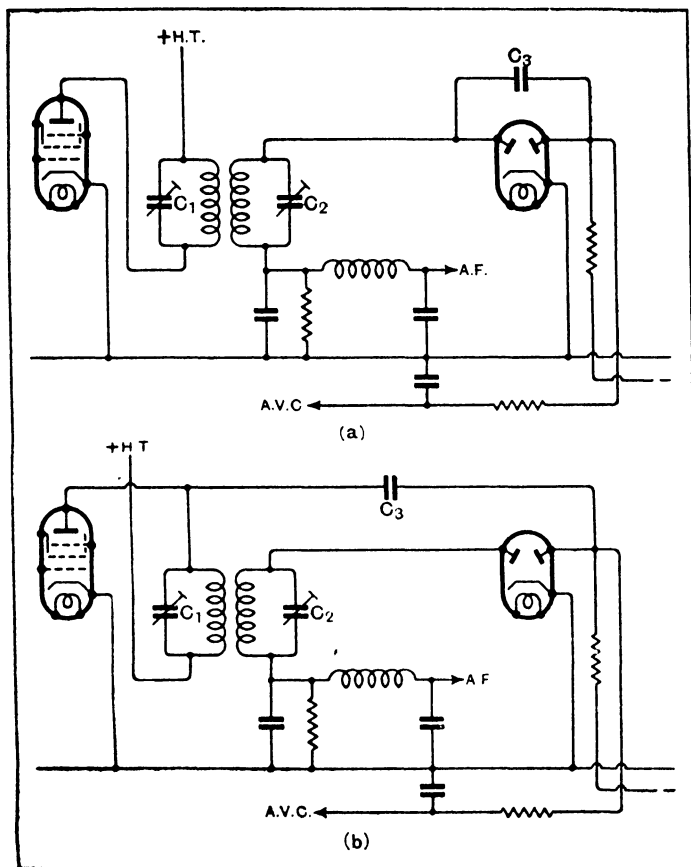 +H.T.
C3
C1
C2
A.F.
A.V.C
(a)
+H T
C3
C1
C2
A F
A.V.C.
(b)